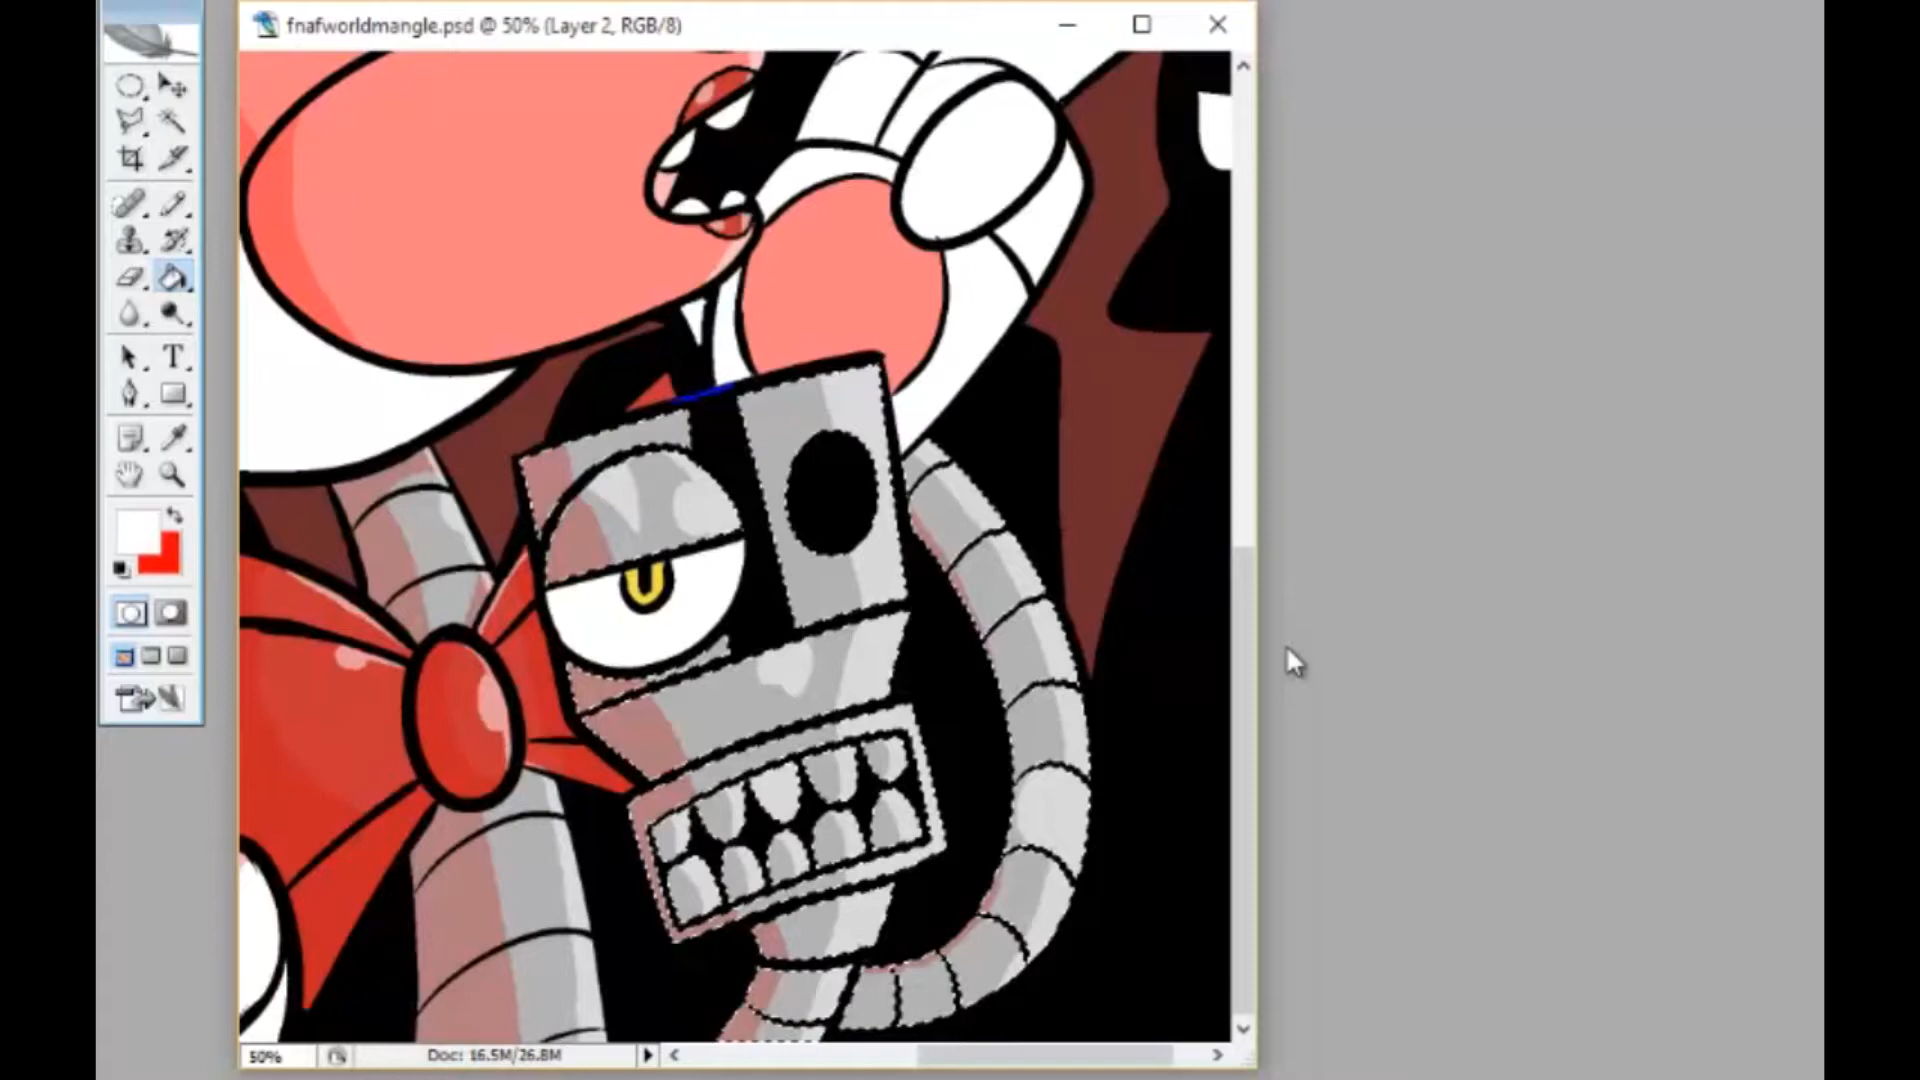 fnafworldmangle.psd @ 50% (Layer 2, RGB/8)
T
50%
Doc: 16.5M/26.8M